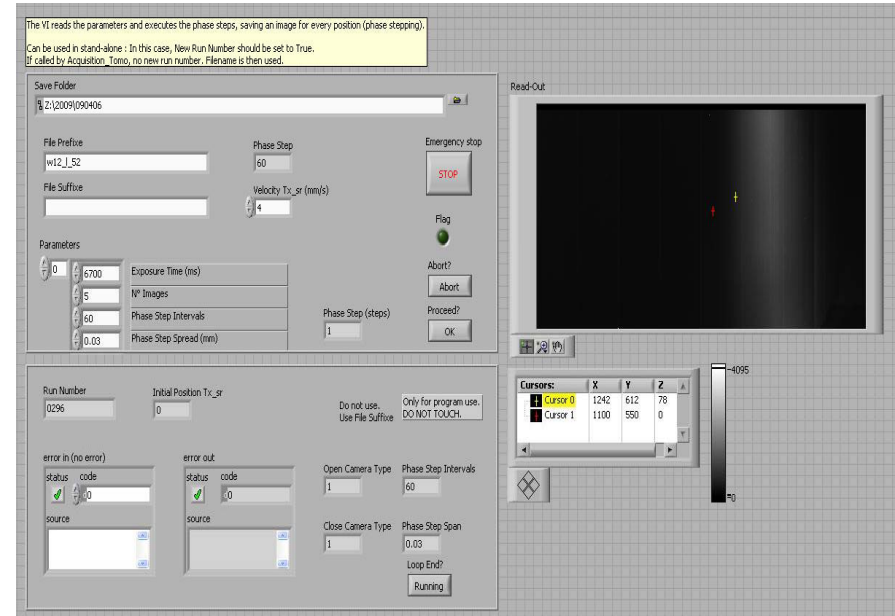 The VI reads the parameters and executes the phase steps, saving an image for every position (phase stepping).
Can be used in stand-alone : In this case, New Run Number should be set to True.
If called by Acquisition_Tomo, no new run number. Filename is then used.
Save Folder
Z:\2009\090406
File Prefixe
w12_l_52
File Suffixe
Phase Step
60
Velocity Tx_sr (mm/s)
4
Emergency stop
STOP
Flag
Abort?
Abort
Proceed?
OK
Parameters
0
6700 Exposure Time (ms)
5 N° Images
60 Phase Step Intervals
0.03 Phase Step Spread (mm)
Phase Step (steps)
1
Read-Out
Cursors: X Y Z
Cursor 0 1242 612 78
Cursor 1 1100 550 0
-4095
=0
Run Number
0296
Initial Position Tx_sr
0
Do not use.
Use File Suffix
Only for program use.
DO NOT TOUCH.
error in (no error)
status code
0
source
error out
status code
0
source
Open Camera Type
1
Phase Step Intervals
60
Close Camera Type
1
Phase Step Span
0.03
Loop End?
Running